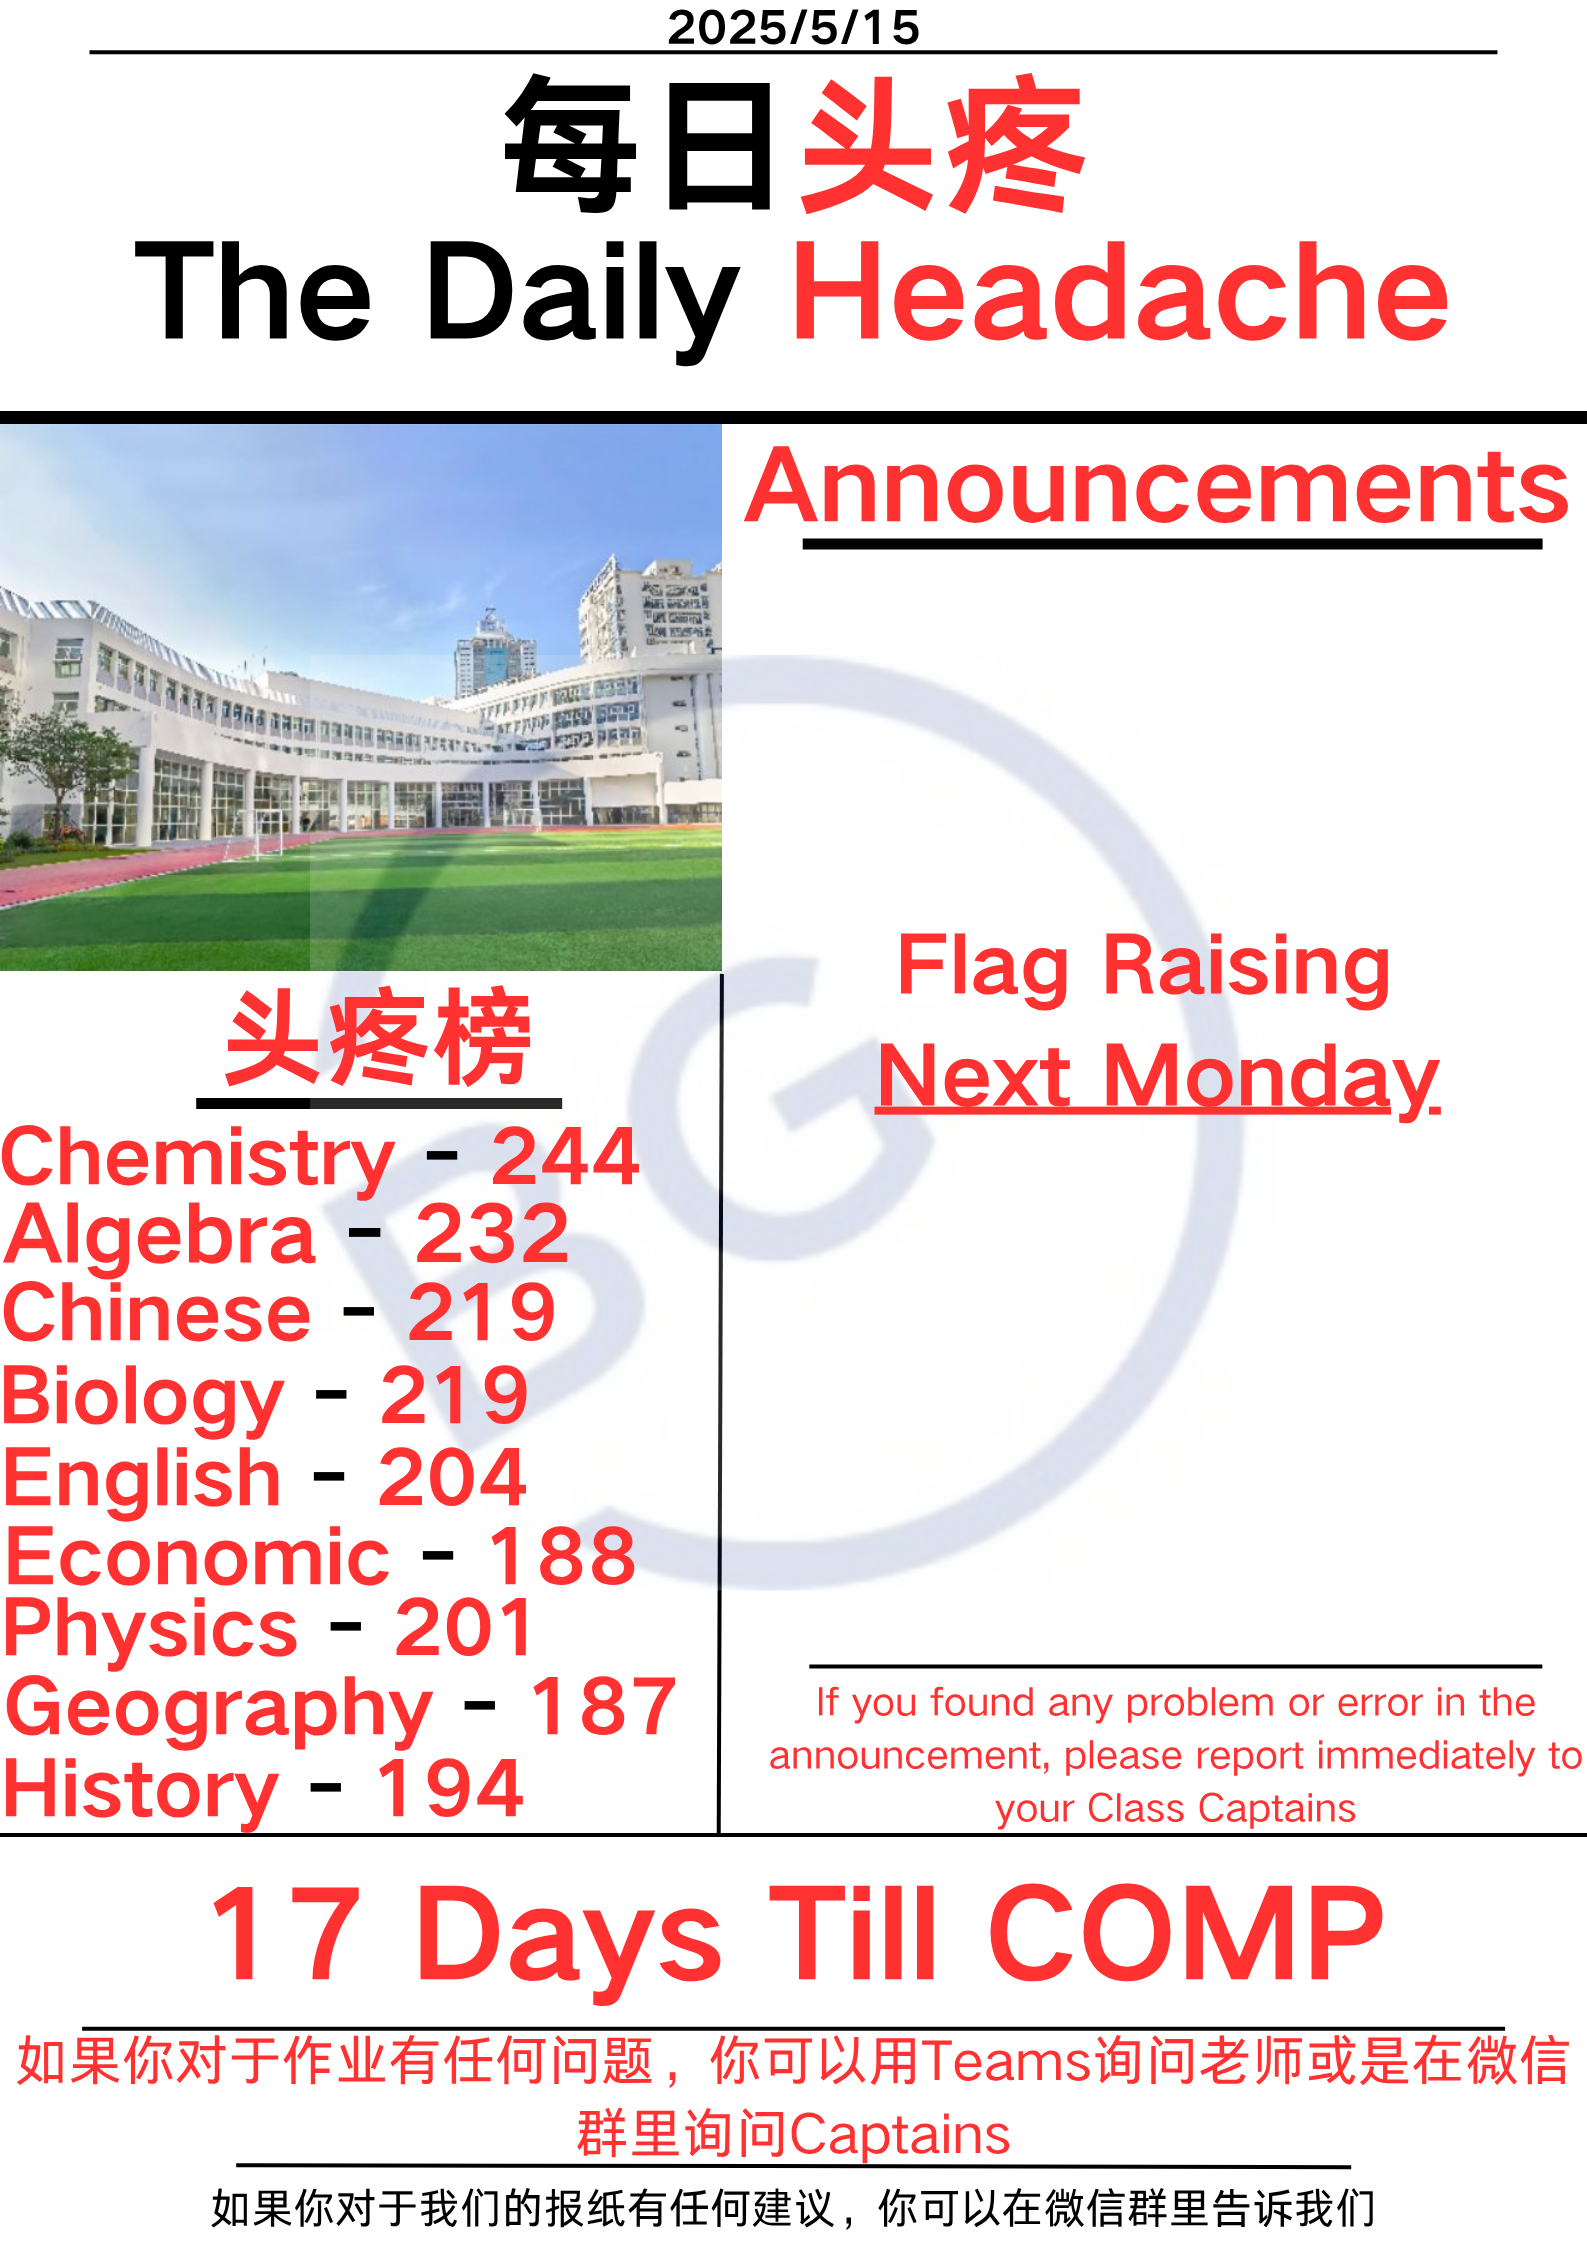 2025/5/15
每日头疼
The Daily Headache
Announcements
Flag Raising
Next Monday
头疼榜
Chemistry - 244
Algebra - 232
Chinese - 219
Biology - 219
English - 204
Economic - 188
Physics - 201
Geography - 187
History - 194
If you found any problem or error in the
announcement, please report immediately to
your Class Captains
17 Days Till COMP
如果你对于作业有任何问题，你可以用Teams询问老师或是在微信
群里询问Captains
如果你对于我们的报纸有任何建议，你可以在微信群里告诉我们
BG